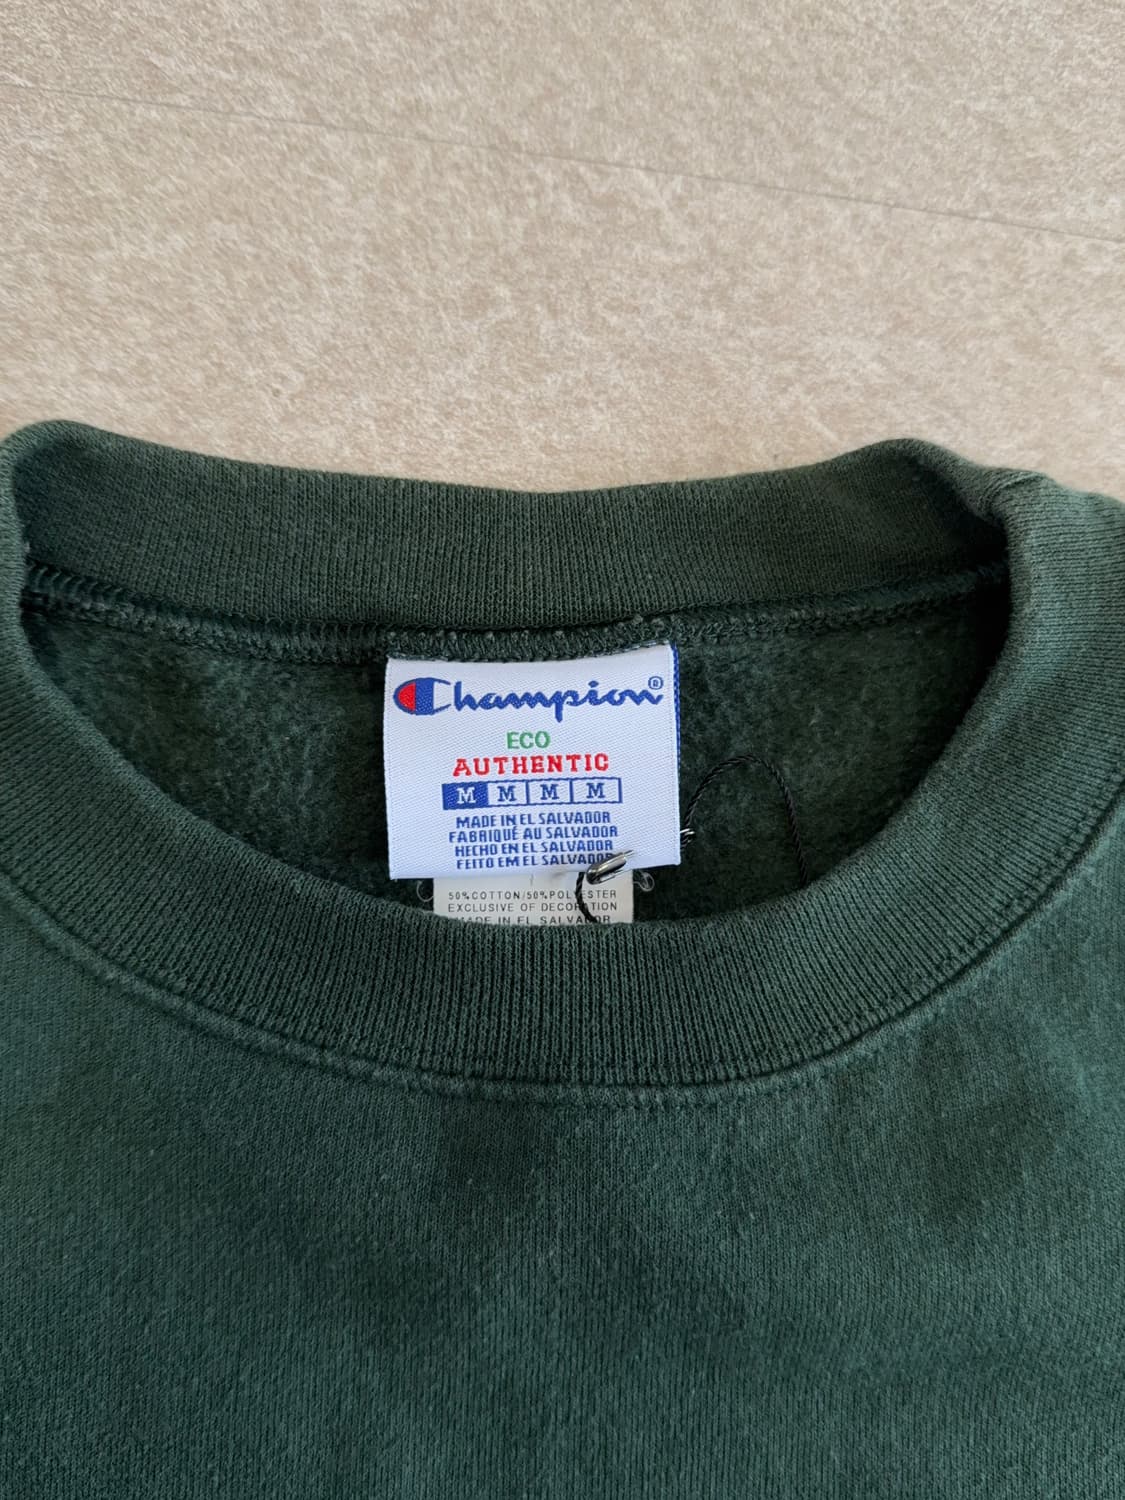 Champion®
ECO
AUTHENTIC
M M M M
MADE IN EL SALVADOR
FABRIQUÉ AU SALVADOR
HECHO EN EL SALVADOR
FEITO EM EL SALVADOR
50%COTTON/50%POLYESTER
EXCLUSIVE OF DECORATION
MADE IN EL SALVADOR